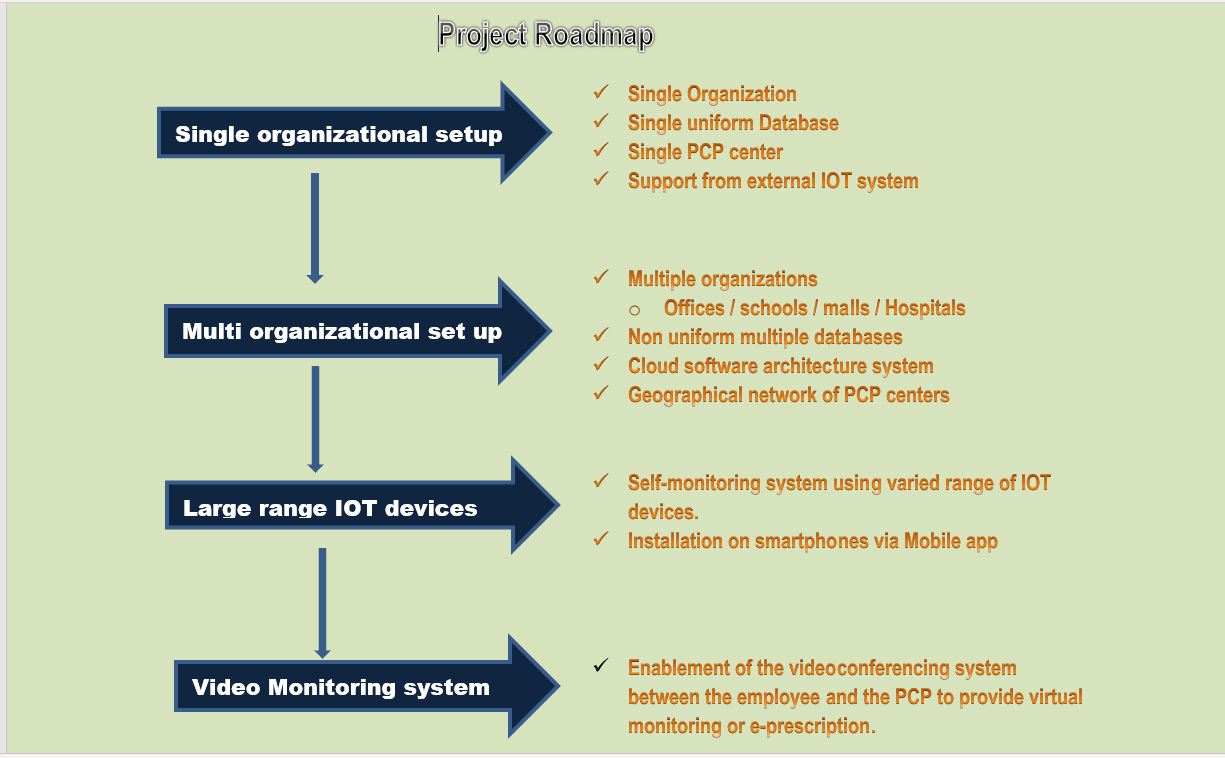 Project Roadmap
Single organizational setup
✓ Single Organization
✓ Single uniform Database
✓ Single PCP center
✓ Support from external IOT system
Multi organizational set up
✓ Multiple organizations
o Offices / schools / malls / Hospitals
✓ Non uniform multiple databases
✓ Cloud software architecture system
✓ Geographical network of PCP centers
Large range IOT devices
✓ Self-monitoring system using varied range of IOT
devices.
✓ Installation on smartphones via Mobile app
Video Monitoring system
✓ Enablement of the videoconferencing system
between the employee and the PCP to provide virtual
monitoring or e-prescription.